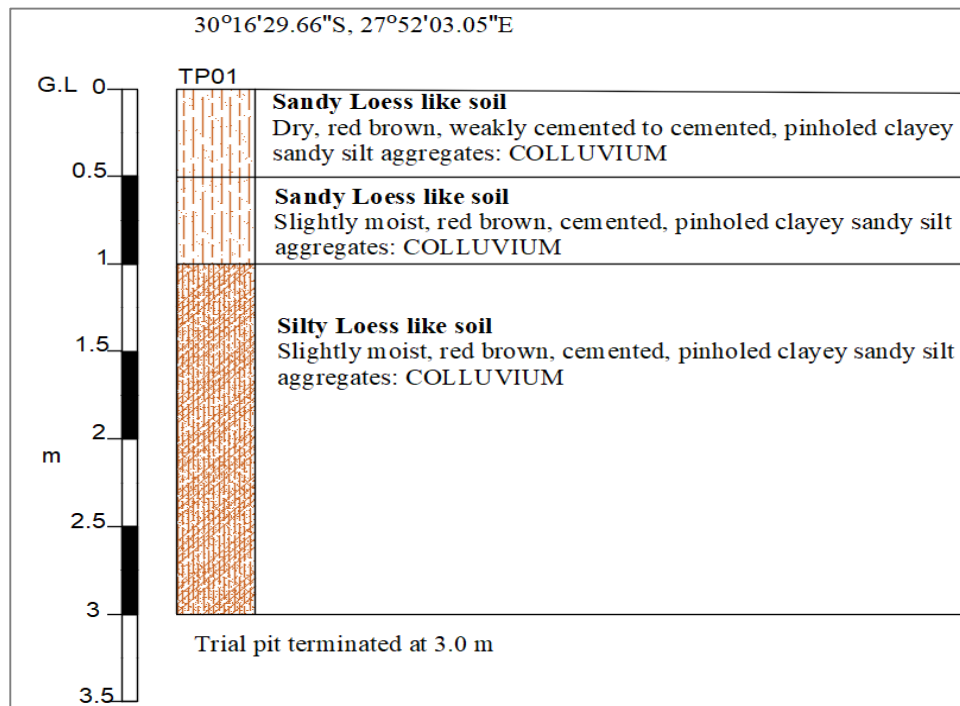 30°16'29.66"S, 27°52'03.05"E
TP01
G.L 0
Sandy Loess like soil
Dry, red brown, weakly cemented to cemented, pinholed clayey
sandy silt aggregates: COLLUVIUM
0.5
Sandy Loess like soil
Slightly moist, red brown, cemented, pinholed clayey sandy silt
aggregates: COLLUVIUM
1
Silty Loess like soil
1.5
Slightly moist, red brown, cemented, pinholed clayey sandy silt
aggregates: COLLUVIUM
2
m
2.5
3
Trial pit terminated at 3.0 m
3.5